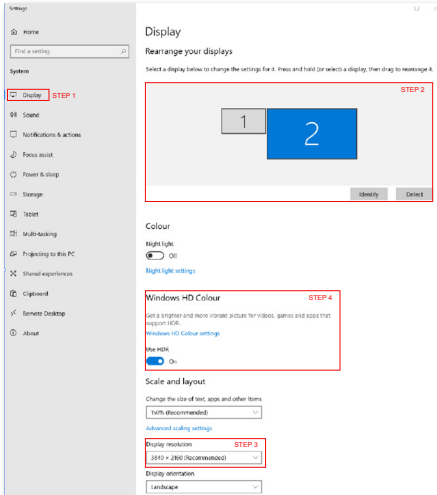 Settings
Home
Find a setting
System
Display STEP 1
Sound
Notifications & actions
Focus assist
Power & sleep
Storage
Tablet
Multi-tasking
Projecting to this PC
Shared experiences
Clipboard
Remote Desktop
About
Display
Rearrange your displays
Select a display below to change the settings for it. Press and hold (or select) a display, then drag to rearrange it.
STEP 2
1 2
Identify Detect
Colour
Night light
Off
Night light settings
Windows HD Colour STEP 4
Get a brighter and more vibrant picture for videos, games and apps that
support HDR.
Windows HD Colour settings
Use HDR
On
Scale and layout
Change the size of text, apps and other items
150% (Recommended)
Advanced scaling settings
Display resolution STEP 3
3840 × 2160 (Recommended)
Display orientation
Landscape